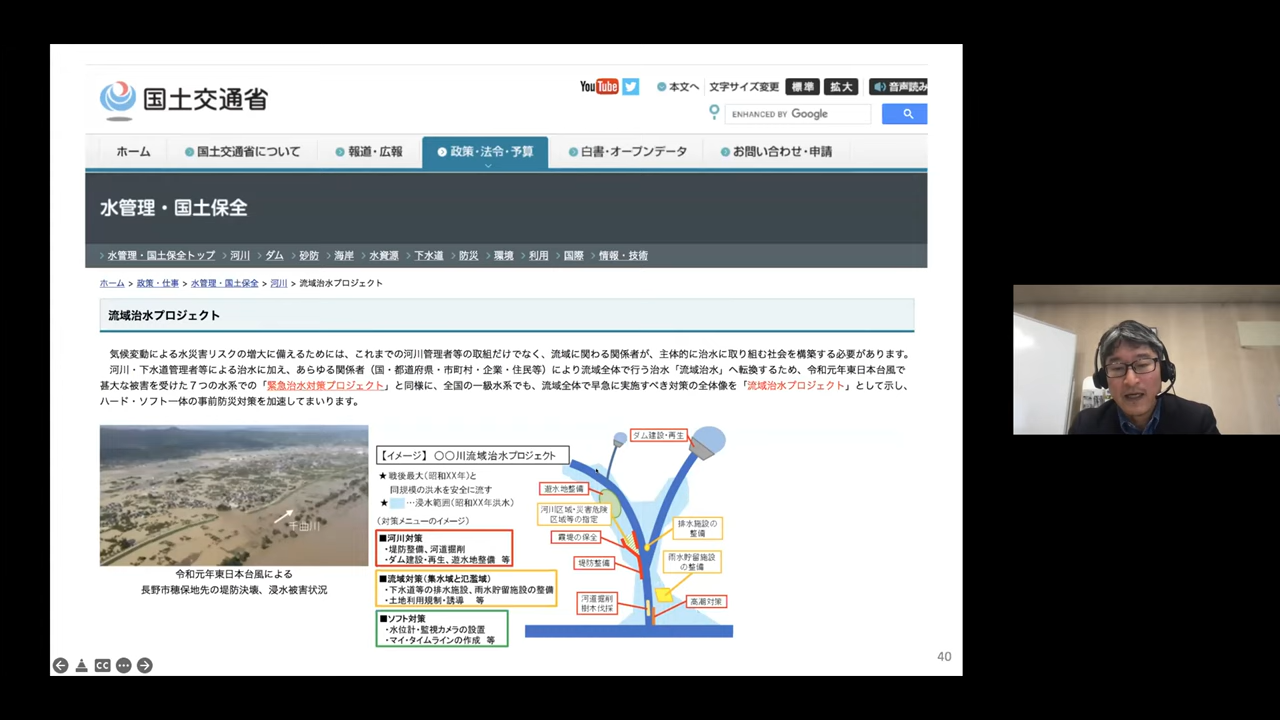 国土交通省
YouTube
本文へ 文字サイズ変更 標準 拡大 音声読み
ENHANCED BY Google
ホーム 国土交通省について 報道・広報 政策・法令・予算 白書・オープンデータ お問い合わせ・申請
水管理・国土保全
水管理・国土保全トップ 河川 ダム 砂防 海岸 水資源 下水道 防災 環境 利用 国際 情報・技術
ホーム > 政策・仕事 > 水管理・国土保全 > 河川 > 流域治水プロジェクト
流域治水プロジェクト
気候変動による水災害リスクの増大に備えるためには、これまでの河川管理者等の取組だけでなく、流域に関わる関係者が、主体的に治水に取り組む社会を構築する必要があります。
河川・下水道管理者等による治水に加え、あらゆる関係者（国・都道府県・市町村・企業・住民等）により流域全体で行う治水「流域治水」へ転換するため、令和元年東日本台風で
甚大な被害を受けた７つの水系での「緊急治水対策プロジェクト」と同様に、全国の一級水系でも、流域全体で早急に実施すべき対策の全体像を「流域治水プロジェクト」として示し、
ハード・ソフト一体の事前防災対策を加速してまいります。
千曲川
令和元年東日本台風による
長野市穂保地先の堤防決壊、浸水被害状況
【イメージ】 ○○川流域治水プロジェクト
★戦後最大（昭和XX年）と
同規模の洪水を安全に流す
★ …浸水範囲（昭和XX年洪水）
（対策メニューのイメージ）
■河川対策
・堤防整備、河道掘削
・ダム建設・再生、遊水地整備 等
■流域対策（集水域と氾濫域）
・下水道等の排水施設、雨水貯留施設の整備
・土地利用規制・誘導 等
■ソフト対策
・水位計・監視カメラの設置
・マイ・タイムラインの作成 等
ダム建設・再生
遊水地整備
河川区域・災害危険
区域等の指定
霞堤の保全
堤防整備
河道掘削
樹木伐採
排水施設の
整備
雨水貯留施設
の整備
高潮対策
CC
40